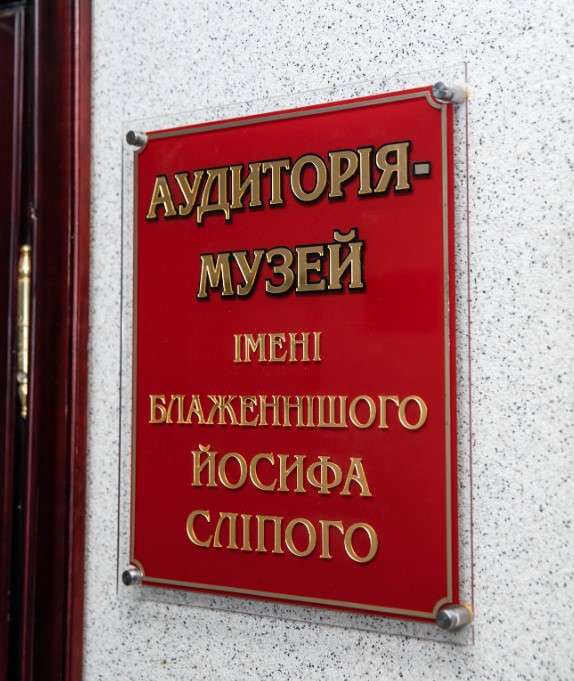 АУДИТОРІЯ-
МУЗЕЙ
ІМЕНІ
БЛАЖЕННІШОГО
ЙОСИФА
СЛІПОГО